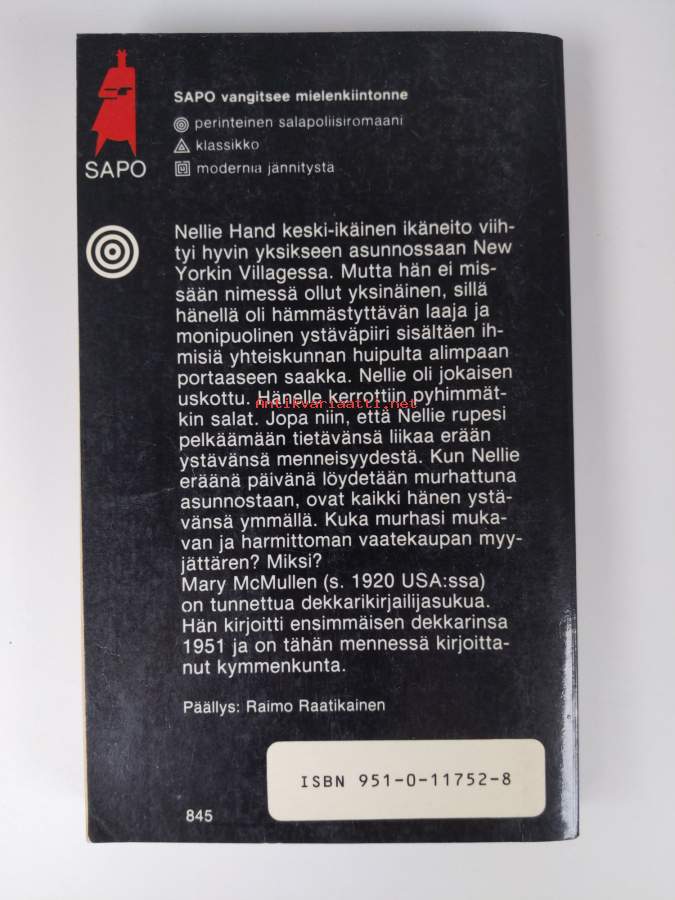 SAPO vangitsee mielenkiintonne
perinteinen salapoliisiromaani
klassikko
modernia jännitystä
SAPO
Nellie Hand keski-ikäinen ikäneito viih-
tyi hyvin yksikseen asunnossaan New
Yorkin Villagessa. Mutta hän ei mis-
sään nimessä ollut yksinäinen, sillä
hänellä oli hämmästyttävän laaja ja
monipuolinen ystäväpiiri sisältäen ih-
misiä yhteiskunnan huipulta alimpaan
portaaseen saakka. Nellie oli jokaisen
uskottu. Hänelle kerrottiin pyhimmät-
Antikvariaatti.net
kin salat. Jopa niin, että Nellie rupesi
pelkäämään tietävänsä liikaa erään
ystävänsä menneisyydestä. Kun Nellie
eräänä päivänä löydetään murhattuna
asunnostaan, ovat kaikki hänen ystä-
vänsä ymmällä. Kuka murhasi muka-
van ja harmittoman vaatekaupan myy-
jättären? Miksi?
Mary McMullen (s. 1920 USA:ssa)
on tunnettua dekkarikirjailijasukua.
Hän kirjoitti ensimmäisen dekkarinsa
1951 ja on tähän mennessä kirjoitta-
nut kymmenkunta.
Päällys: Raimo Raatikainen
ISBN 951-0-11752-8
845